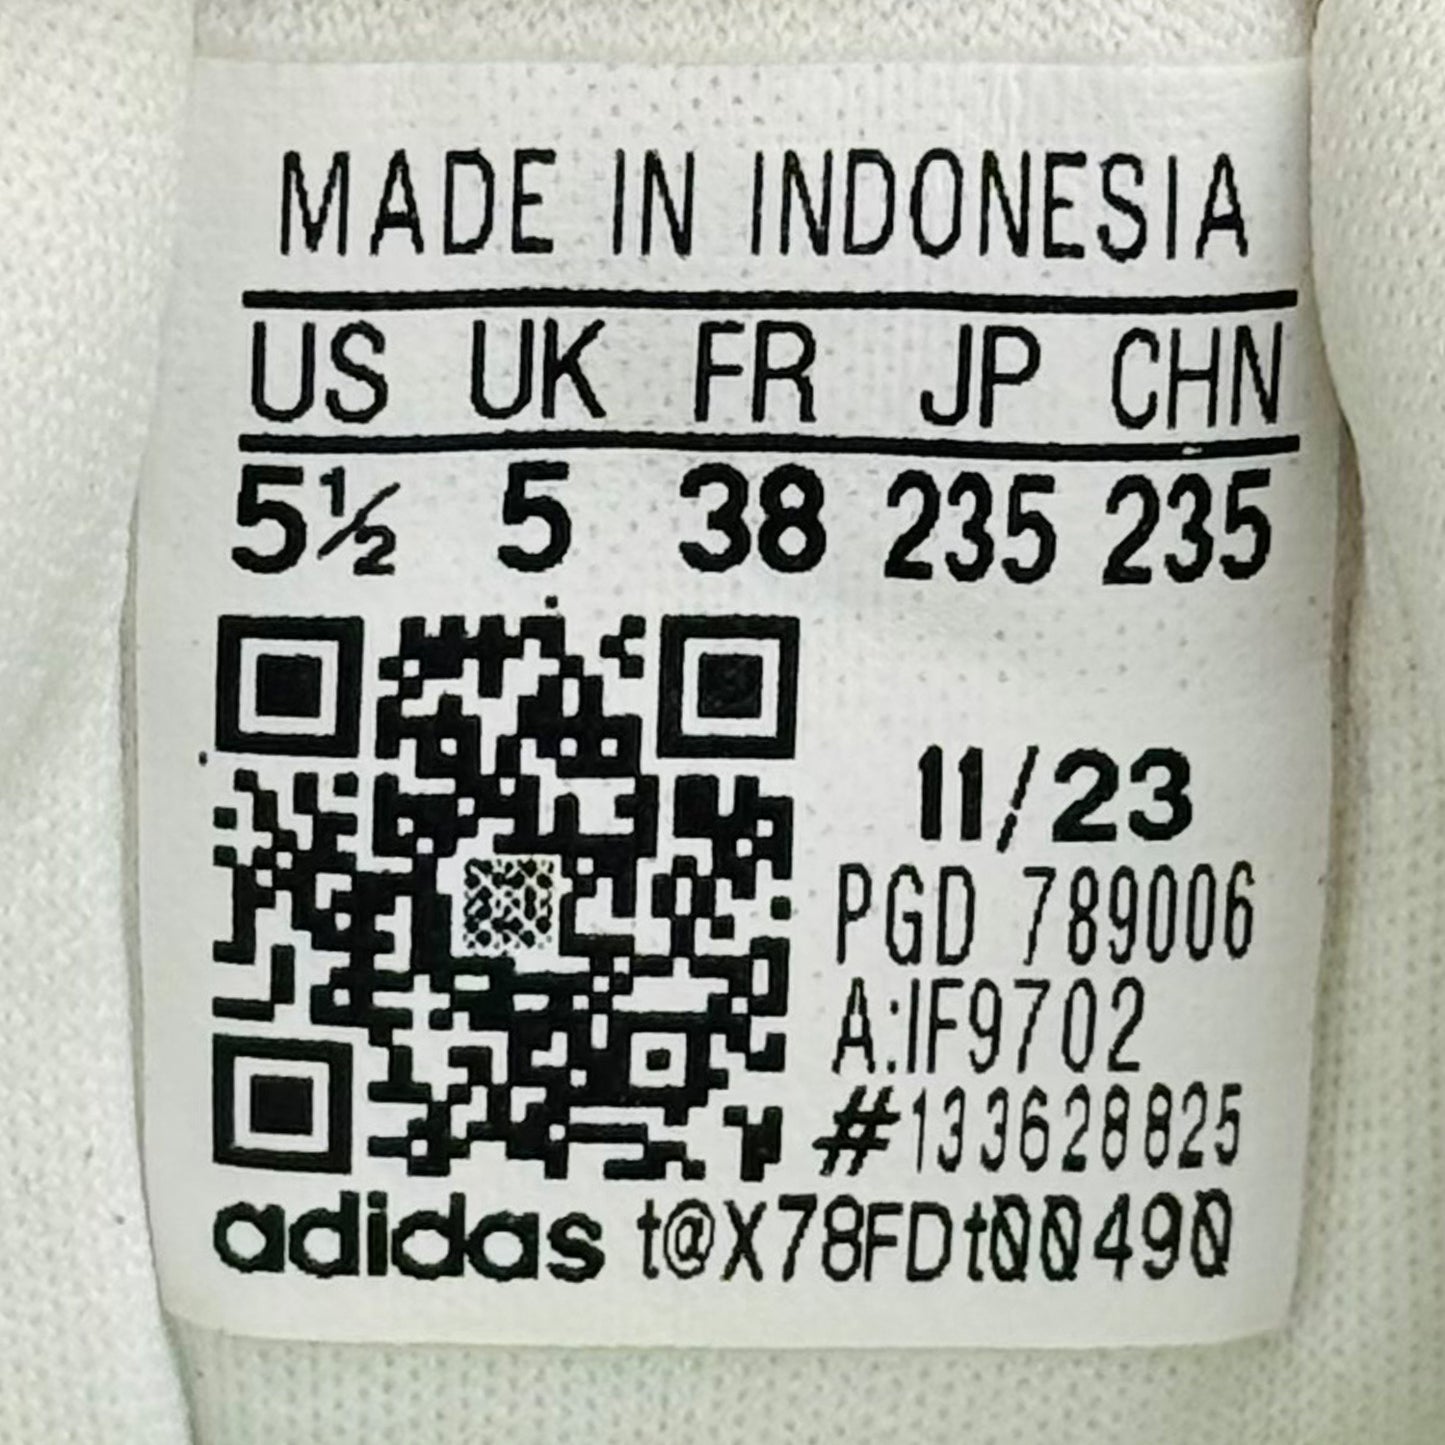 MADE IN INDONESIA
US UK FR JP CHN
5½ 5 38 235 235
11/23
PGD 789006
A:IF9702
#133628825
adidas t@X78FDt00490